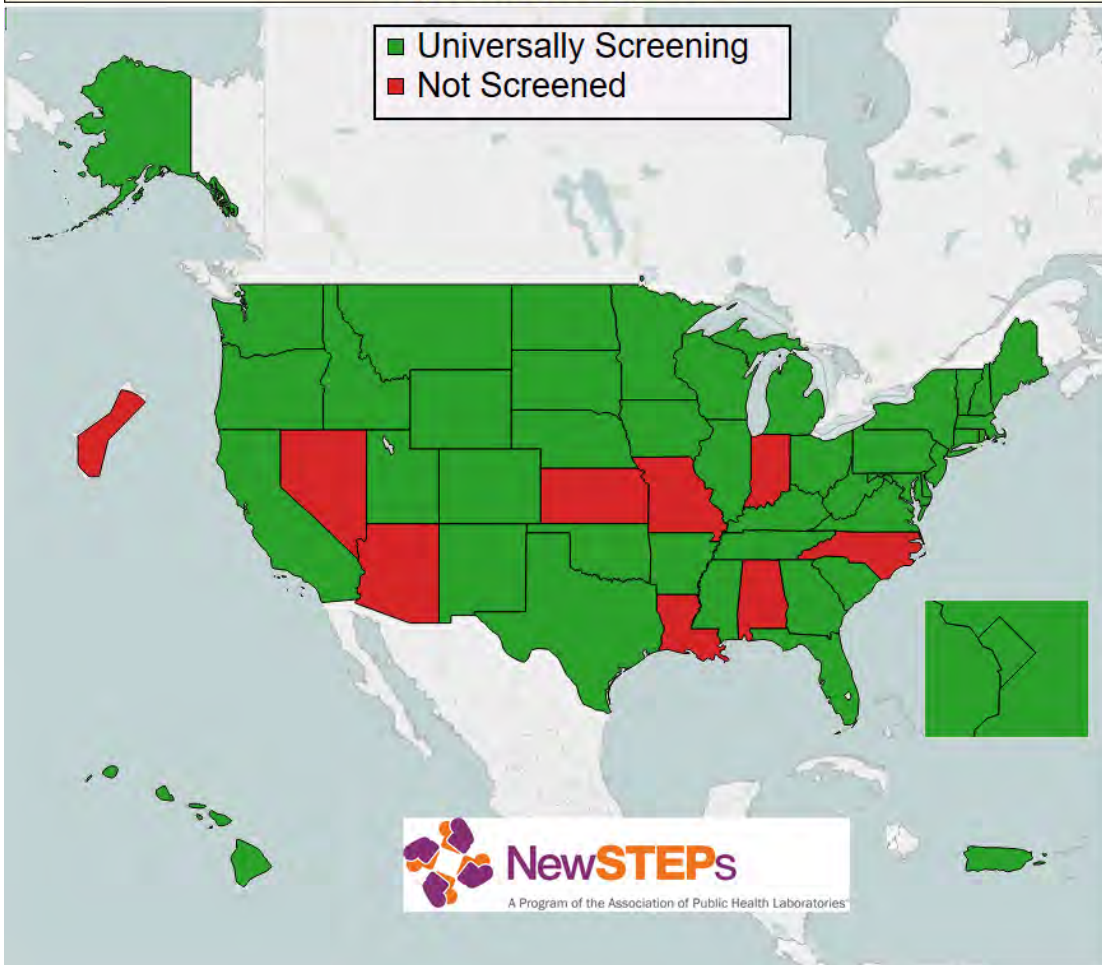 Universally Screening
Not Screened
NewSTEPs
A Program of the Association of Public Health Laboratories